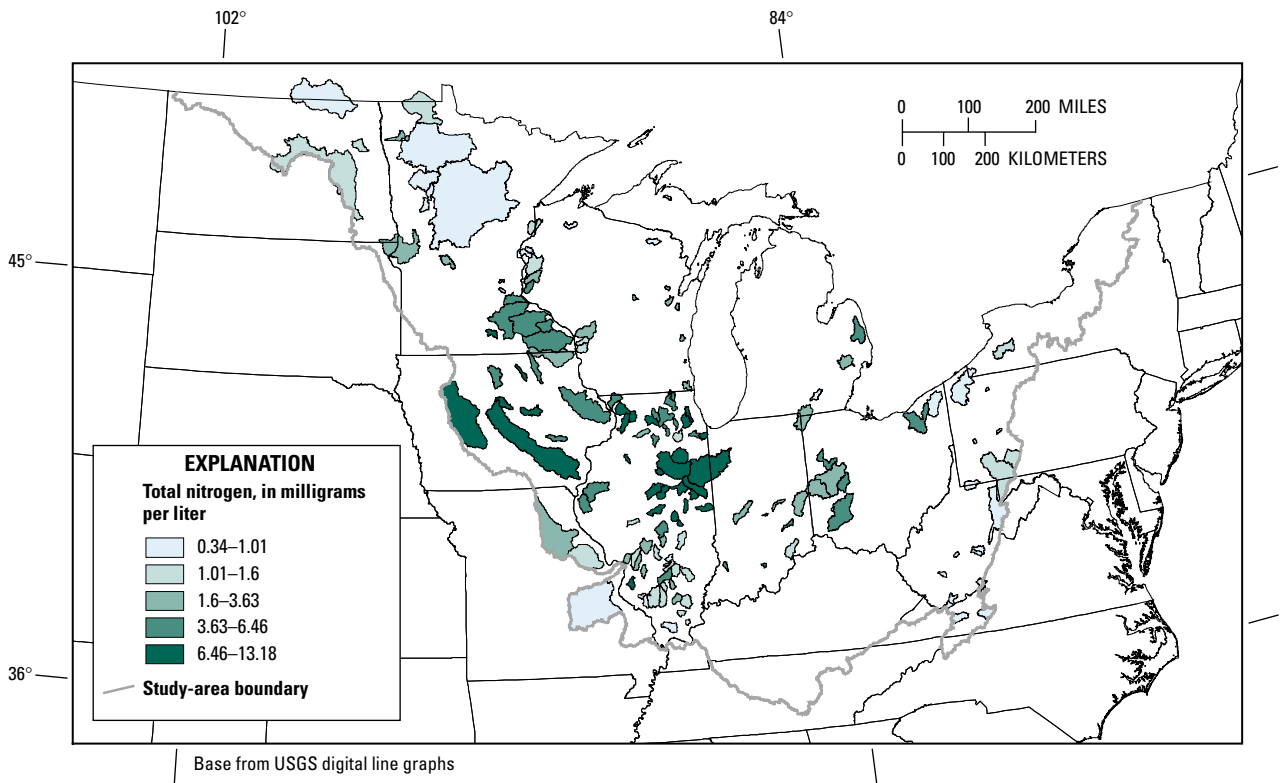 102°
84°
0 100 200 MILES
0 100 200 KILOMETERS
45°
36°
EXPLANATION
Total nitrogen, in milligrams
per liter
0.34–1.01
1.01–1.6
1.6–3.63
3.63–6.46
6.46–13.18
Study-area boundary
Base from USGS digital line graphs